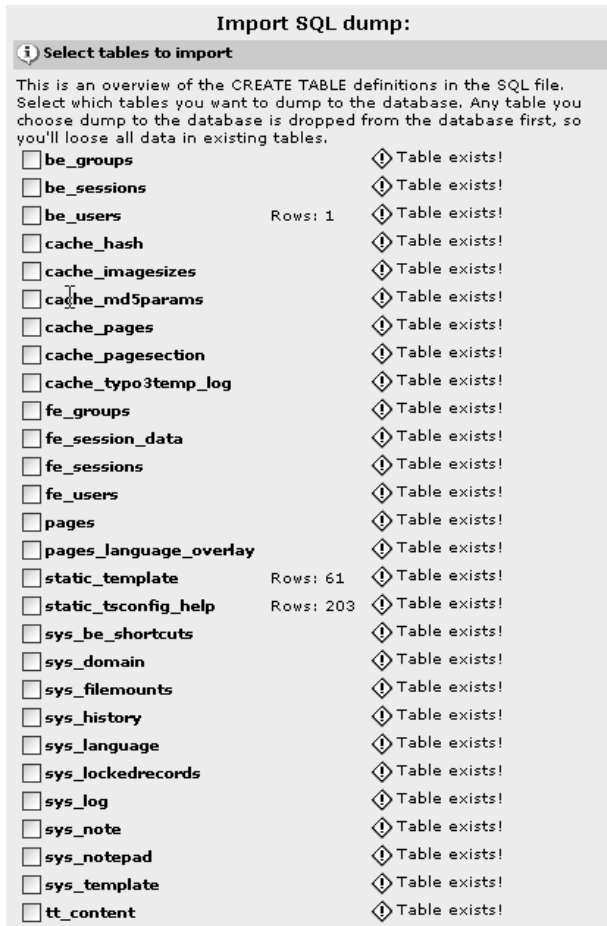 Import SQL dump:
Select tables to import
This is an overview of the CREATE TABLE definitions in the SQL file.
Select which tables you want to dump to the database. Any table you
choose dump to the database is dropped from the database first, so
you'll loose all data in existing tables.
be_groups Table exists!
be_sessions Table exists!
be_users Rows: 1 Table exists!
cache_hash Table exists!
cache_imagesizes Table exists!
cache_md5params Table exists!
cache_pages Table exists!
cache_pagesection Table exists!
cache_typo3temp_log Table exists!
fe_groups Table exists!
fe_session_data Table exists!
fe_sessions Table exists!
fe_users Table exists!
pages Table exists!
pages_language_overlay Table exists!
static_template Rows: 61 Table exists!
static_tsconfig_help Rows: 203 Table exists!
sys_be_shortcuts Table exists!
sys_domain Table exists!
sys_filemounts Table exists!
sys_history Table exists!
sys_language Table exists!
sys_lockedrecords Table exists!
sys_log Table exists!
sys_note Table exists!
sys_notepad Table exists!
sys_template Table exists!
tt_content Table exists!